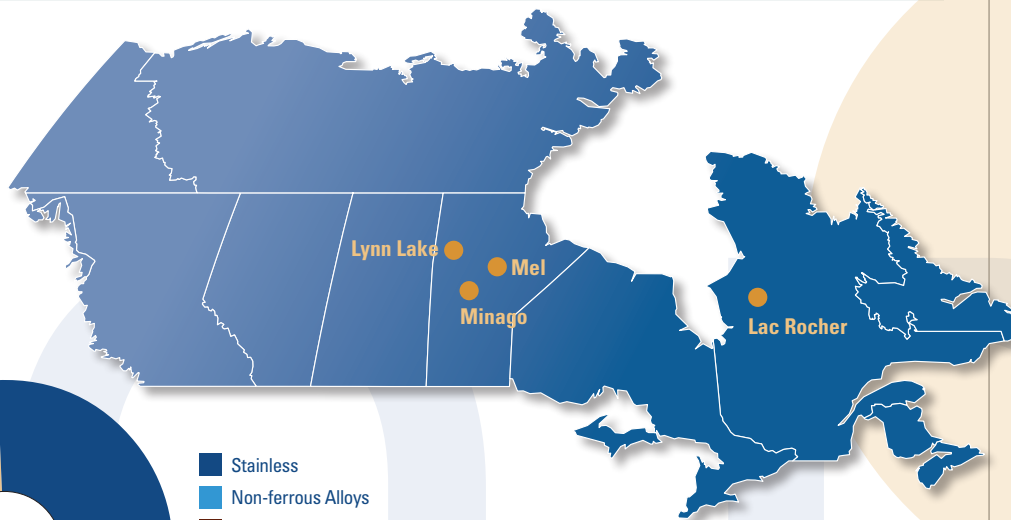 Lynn Lake
Mel
Minago
Lac Rocher
Stainless
Non-ferrous Alloys